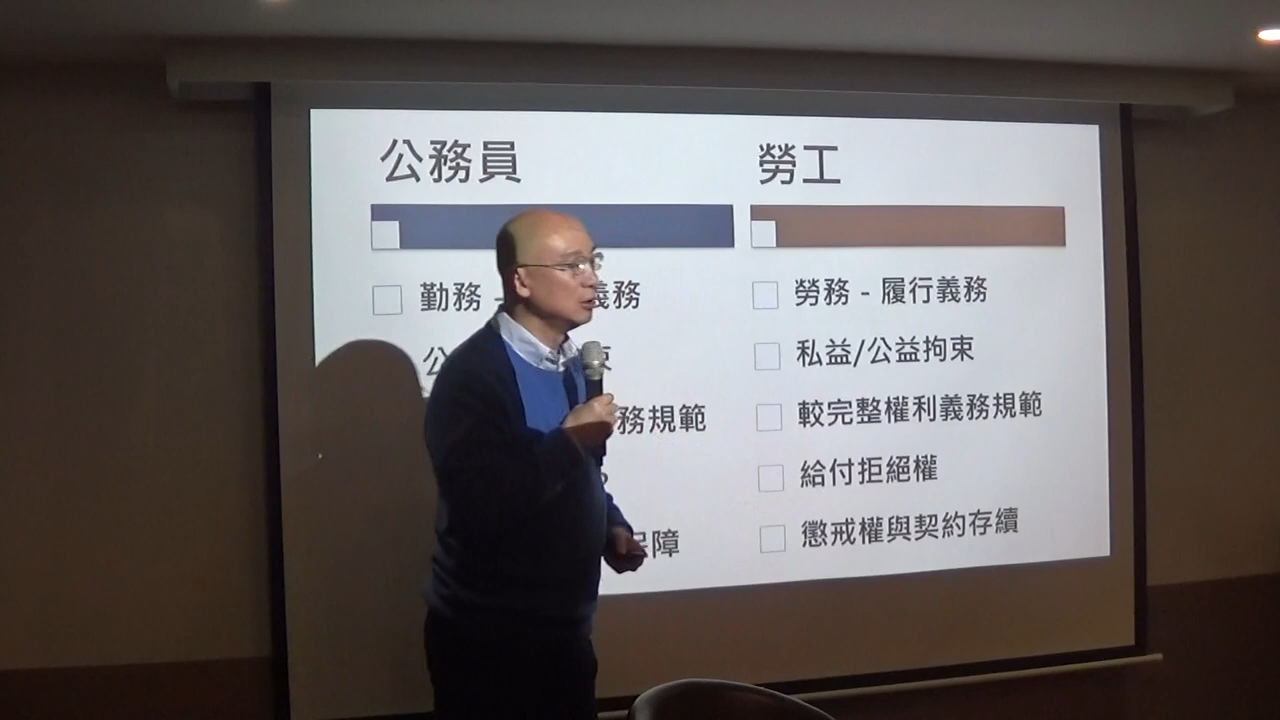 公務員
勤務 - 義務
公 束
務規範
?
保障
勞工
勞務 - 履行義務
私益/公益拘束
較完整權利義務規範
給付拒絕權
懲戒權與契約存續